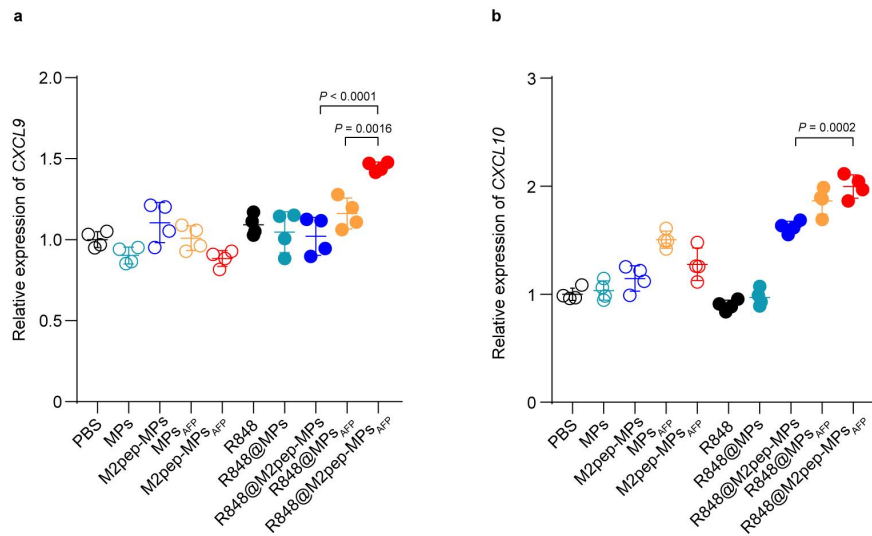 a
Relative expression of CXCL9
2.0
1.5
1.0
0.5
0
P < 0.0001
P = 0.0016
PBS
MPs
M2pep-MPs
MPsAFP
M2pep-MPsAFP
R848
R848@MPs
R848@M2pep-MPs
R848@MPsAFP
R848@M2pep-MPsAFP
b
Relative expression of CXCL10
3
2
1
0
P = 0.0002
PBS
MPs
M2pep-MPs
MPsAFP
M2pep-MPsAFP
R848
R848@MPs
R848@M2pep-MPs
R848@MPsAFP
R848@M2pep-MPsAFP